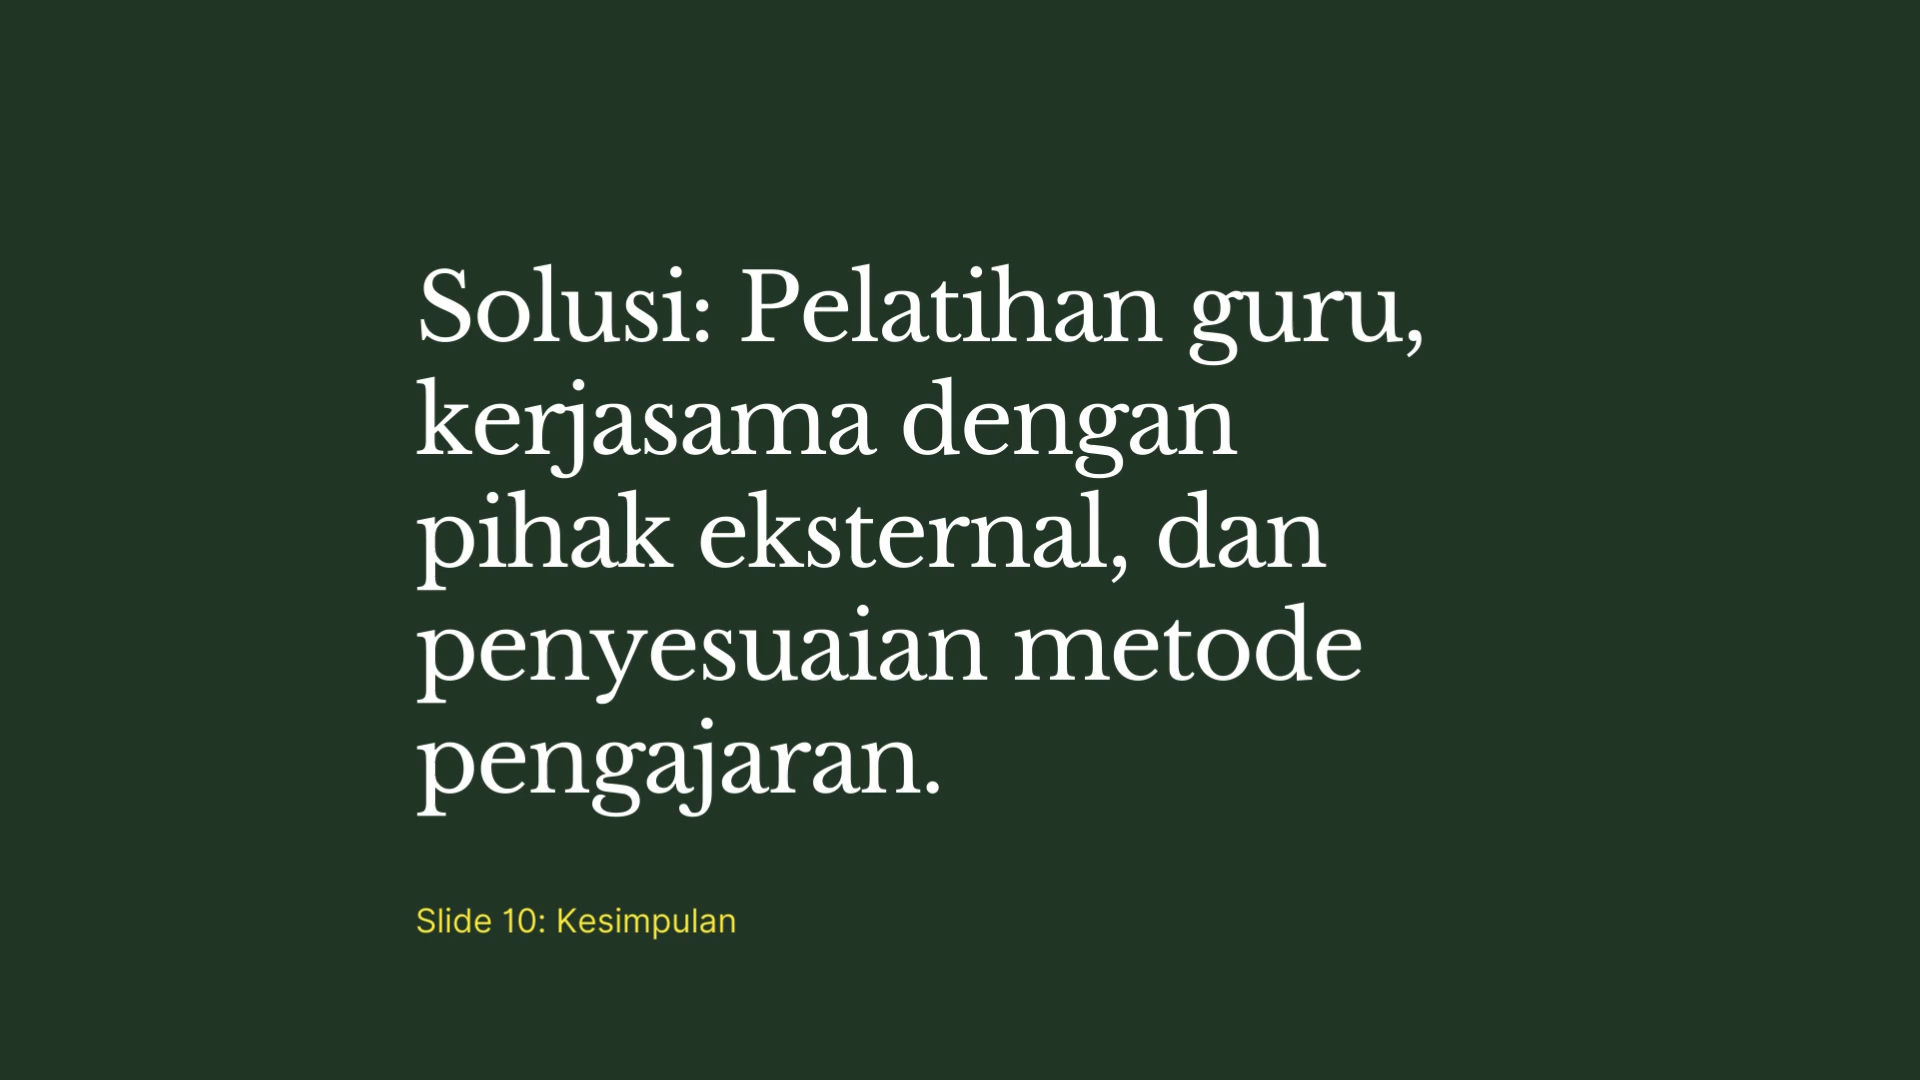 Solusi: Pelatihan guru,
kerjasama dengan
pihak eksternal, dan
penyesuaian metode
pengajaran.
Slide 10: Kesimpulan